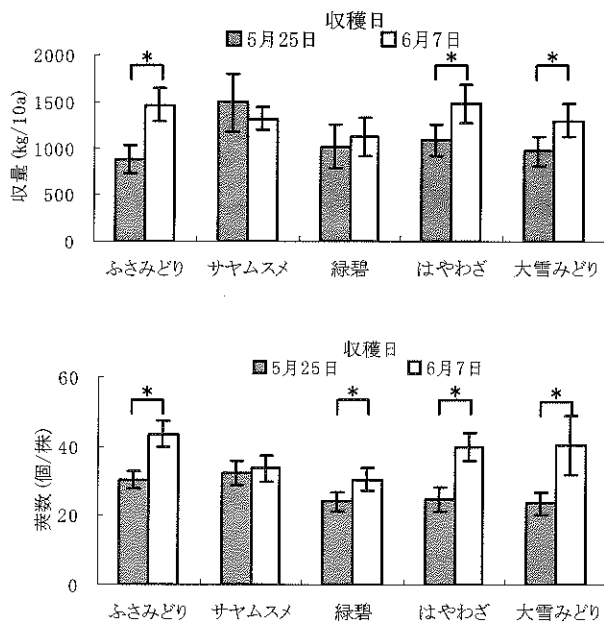 収穫日
5月25日 6月7日
収量(kg/10a)
2000
1500
1000
500
0
* * *
ふさみどり サヤムスメ 緑碧 はやわざ 大雪みどり
収穫日
5月25日 6月7日
莢数(個/株)
60
40
20
0
* * * *
ふさみどり サヤムスメ 緑碧 はやわざ 大雪みどり